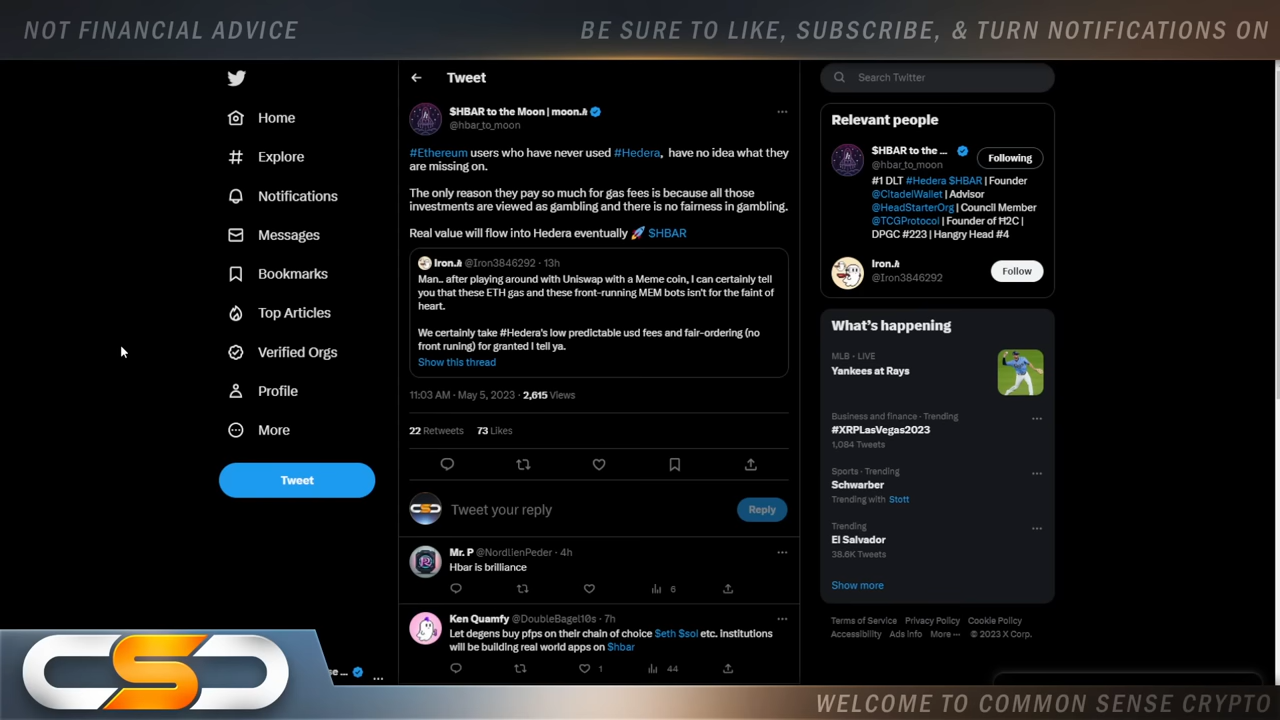 NOT FINANCIAL ADVICE
BE SURE TO LIKE, SUBSCRIBE, & TURN NOTIFICATIONS ON
Home
Explore
Notifications
Messages
Bookmarks
Top Articles
Verified Orgs
Profile
More
Tweet
Tweet
$HBAR to the Moon | moon.ℏ
@hbar_to_moon
#Ethereum users who have never used #Hedera, have no idea what they
are missing on.
The only reason they pay so much for gas fees is because all those
investments are viewed as gambling and there is no fairness in gambling.
Real value will flow into Hedera eventually 🚀 $HBAR
Iron.ℏ @Iron3846292 · 13h
Man.. after playing around with Uniswap with a Meme coin, I can certainly tell
you that these ETH gas and these front-running MEM bots isn't for the faint of
heart.
We certainly take #Hedera's low predictable usd fees and fair-ordering (no
front runing) for granted I tell ya.
Show this thread
11:03 AM · May 5, 2023 · 2,615 Views
22 Retweets 73 Likes
Tweet your reply
Reply
Mr. P @NordlienPeder · 4h
Hbar is brilliance
6
Ken Quamfy @DoubleBagel10s · 7h
Let degens buy pfps on their chain of choice $eth $sol etc. institutions
will be building real world apps on $hbar
1 44
Search Twitter
Relevant people
$HBAR to the ...
@hbar_to_moon
Following
#1 DLT #Hedera $HBAR | Founder
@CitadelWallet | Advisor
@HeadStarterOrg | Council Member
@TCGProtocol | Founder of Ħ2C |
DPGC #223 | Hangry Head #4
Iron.ℏ
@Iron3846292
Follow
What's happening
MLB · LIVE
Yankees at Rays
Business and finance · Trending
#XRPLasVegas2023
1,084 Tweets
Sports · Trending
Schwarber
Trending with Stott
Trending
El Salvador
38.6K Tweets
Show more
Terms of Service Privacy Policy Cookie Policy
Accessibility Ads info More ··· © 2023 X Corp.
CSC
se ...
WELCOME TO COMMON SENSE CRYPTO